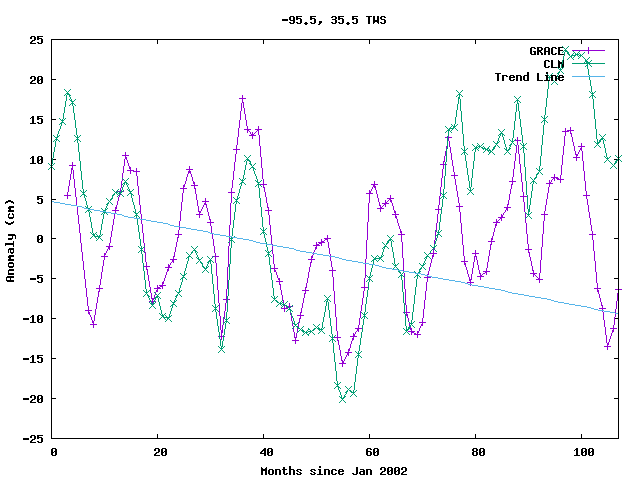 -95.5, 35.5 TWS
25
20
15
10
5
0
-5
-10
-15
-20
-25
Anomaly (cm)
GRACE
CLM
Trend Line
0 20 40 60 80 100
Months since Jan 2002